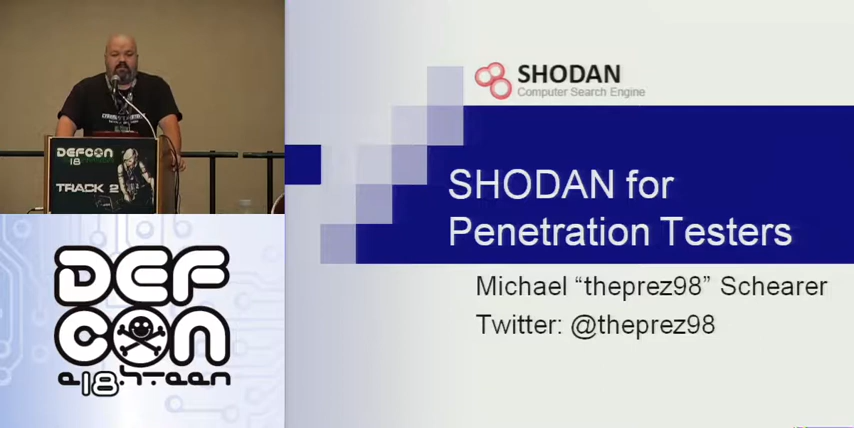 DEFCON
18
TRACK 2
DEF
CON
SHODAN
Computer Search Engine
SHODAN for
Penetration Testers
Michael “theprez98” Schearer
Twitter: @theprez98